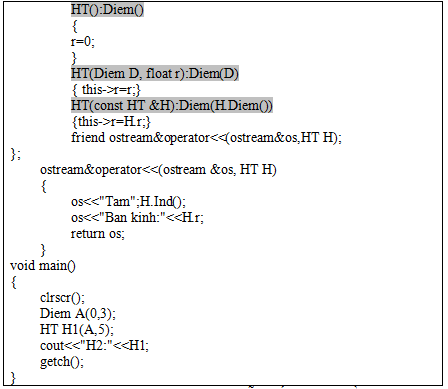 HT():Diem()
{
r=0;
}
HT(Diem D, float r):Diem(D)
{ this->r=r;}
HT(const HT &H):Diem(H.Diem())
{this->r=H.r;}
friend ostream&operator<<(ostream&os,HT H);
};
ostream&operator<<(ostream &os, HT H)
{
os<<"Tam";H.Ind();
os<<"Ban kinh:"<<H.r;
return os;
}
void main()
{
clrscr();
Diem A(0,3);
HT H1(A,5);
cout<<"H2:"<<H1;
getch();
}